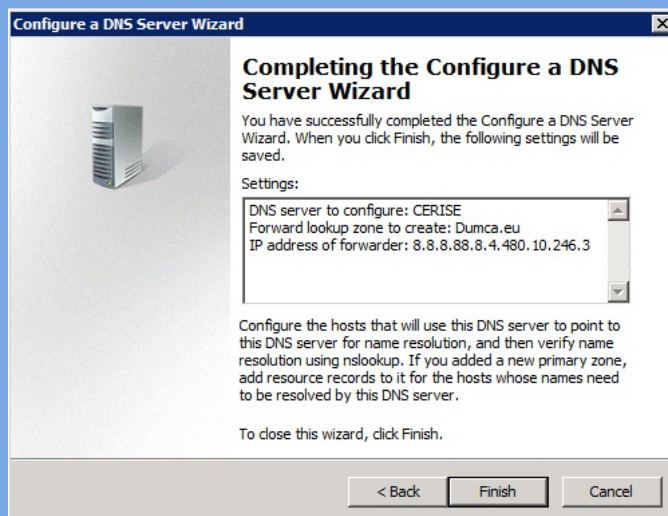 Configure a DNS Server Wizard
Completing the Configure a DNS
Server Wizard
You have successfully completed the Configure a DNS Server
Wizard. When you click Finish, the following settings will be
saved.
Settings:
DNS server to configure: CERISE
Forward lookup zone to create: Dumca.eu
IP address of forwarder: 8.8.8.88.8.4.480.10.246.3
Configure the hosts that will use this DNS server to point to
this DNS server for name resolution, and then verify name
resolution using nslookup. If you added a new primary zone,
add resource records to it for the hosts whose names need
to be resolved by this DNS server.
To close this wizard, click Finish.
< Back Finish Cancel